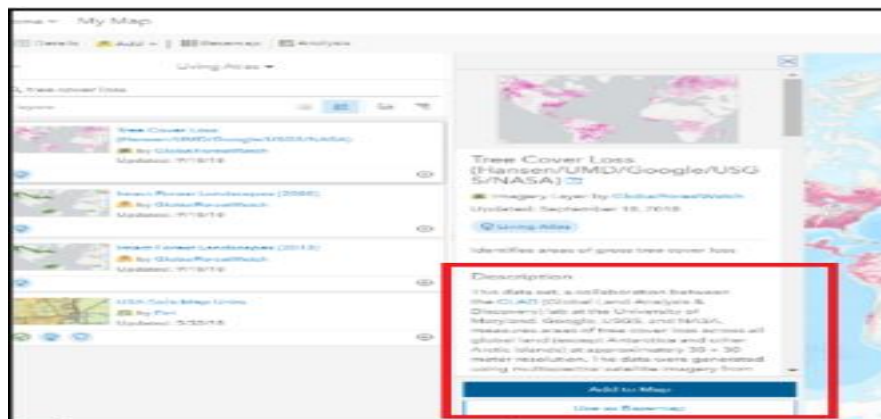 My Map
Details Add Basemap Analysis
Living Atlas
tree cover loss
Tree Cover Loss
(Hansen/UMD/Google/USGS/NASA)
by GlobalForestWatch
Updated:
Intact Forest Landscapes
by GlobalForestWatch
Updated:
Intact Forest Landscapes
by GlobalForestWatch
Updated:
USA Soils Map Units
by Esri
Updated:
Tree Cover Loss
(Hansen/UMD/Google/USG
S/NASA)
Imagery Layer by GlobalForestWatch
Updated: September 18, 2018
Living Atlas
Identifies areas of gross tree cover loss
Description
This data set, a collaboration between
the GLAD (Global Land Analysis &
Discovery) lab at the University of
Maryland, Google, USGS, and NASA,
measures areas of tree cover loss across all
global land (except Antarctica and other
Arctic islands) at approximately 30 × 30
meter resolution. The data were generated
using multispectral satellite imagery from
Add to Map
Use as Basemap